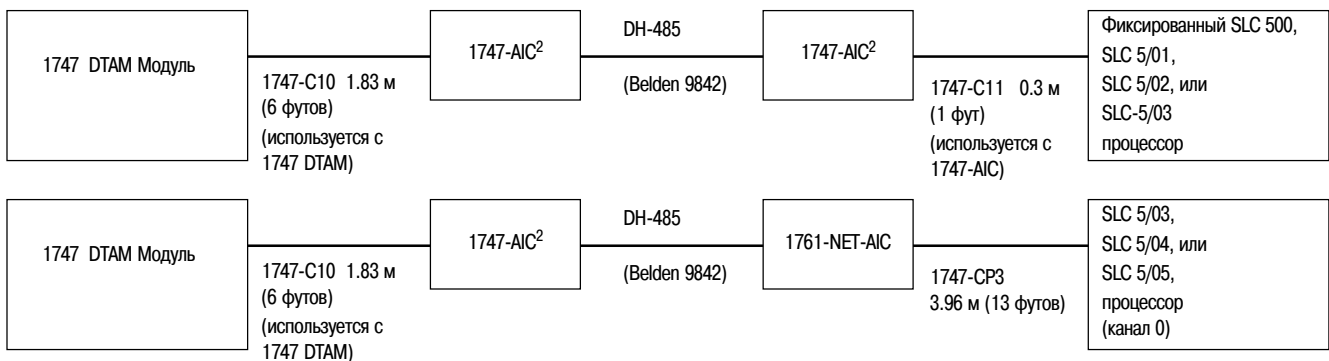 1747 DTAM Модуль
1747-C10 1.83 м
(6 футов)
(используется с
1747 DTAM)
1747-AIC²
DH-485
(Belden 9842)
1747-AIC²
1747-C11 0.3 м
(1 фут)
(используется с
1747-AIC)
Фиксированный SLC 500,
SLC 5/01,
SLC 5/02, или
SLC-5/03
процессор
1747 DTAM Модуль
1747-C10 1.83 м
(6 футов)
(используется с
1747 DTAM)
1747-AIC²
DH-485
(Belden 9842)
1761-NET-AIC
1747-CP3
3.96 м (13 футов)
SLC 5/03,
SLC 5/04, или
SLC 5/05,
процессор
(канал 0)